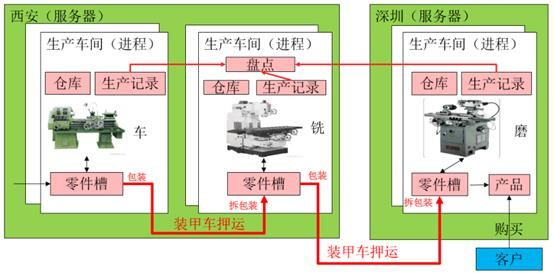 西安（服务器）
生产车间（进程）
仓库
生产记录
车
零件槽
包装
装甲车押运
生产车间（进程）
盘点
仓库
生产记录
铣
零件槽
包装
拆包装
装甲车押运
深圳（服务器）
生产车间（进程）
仓库
生产记录
磨
零件槽
产品
拆包装
购买
客户